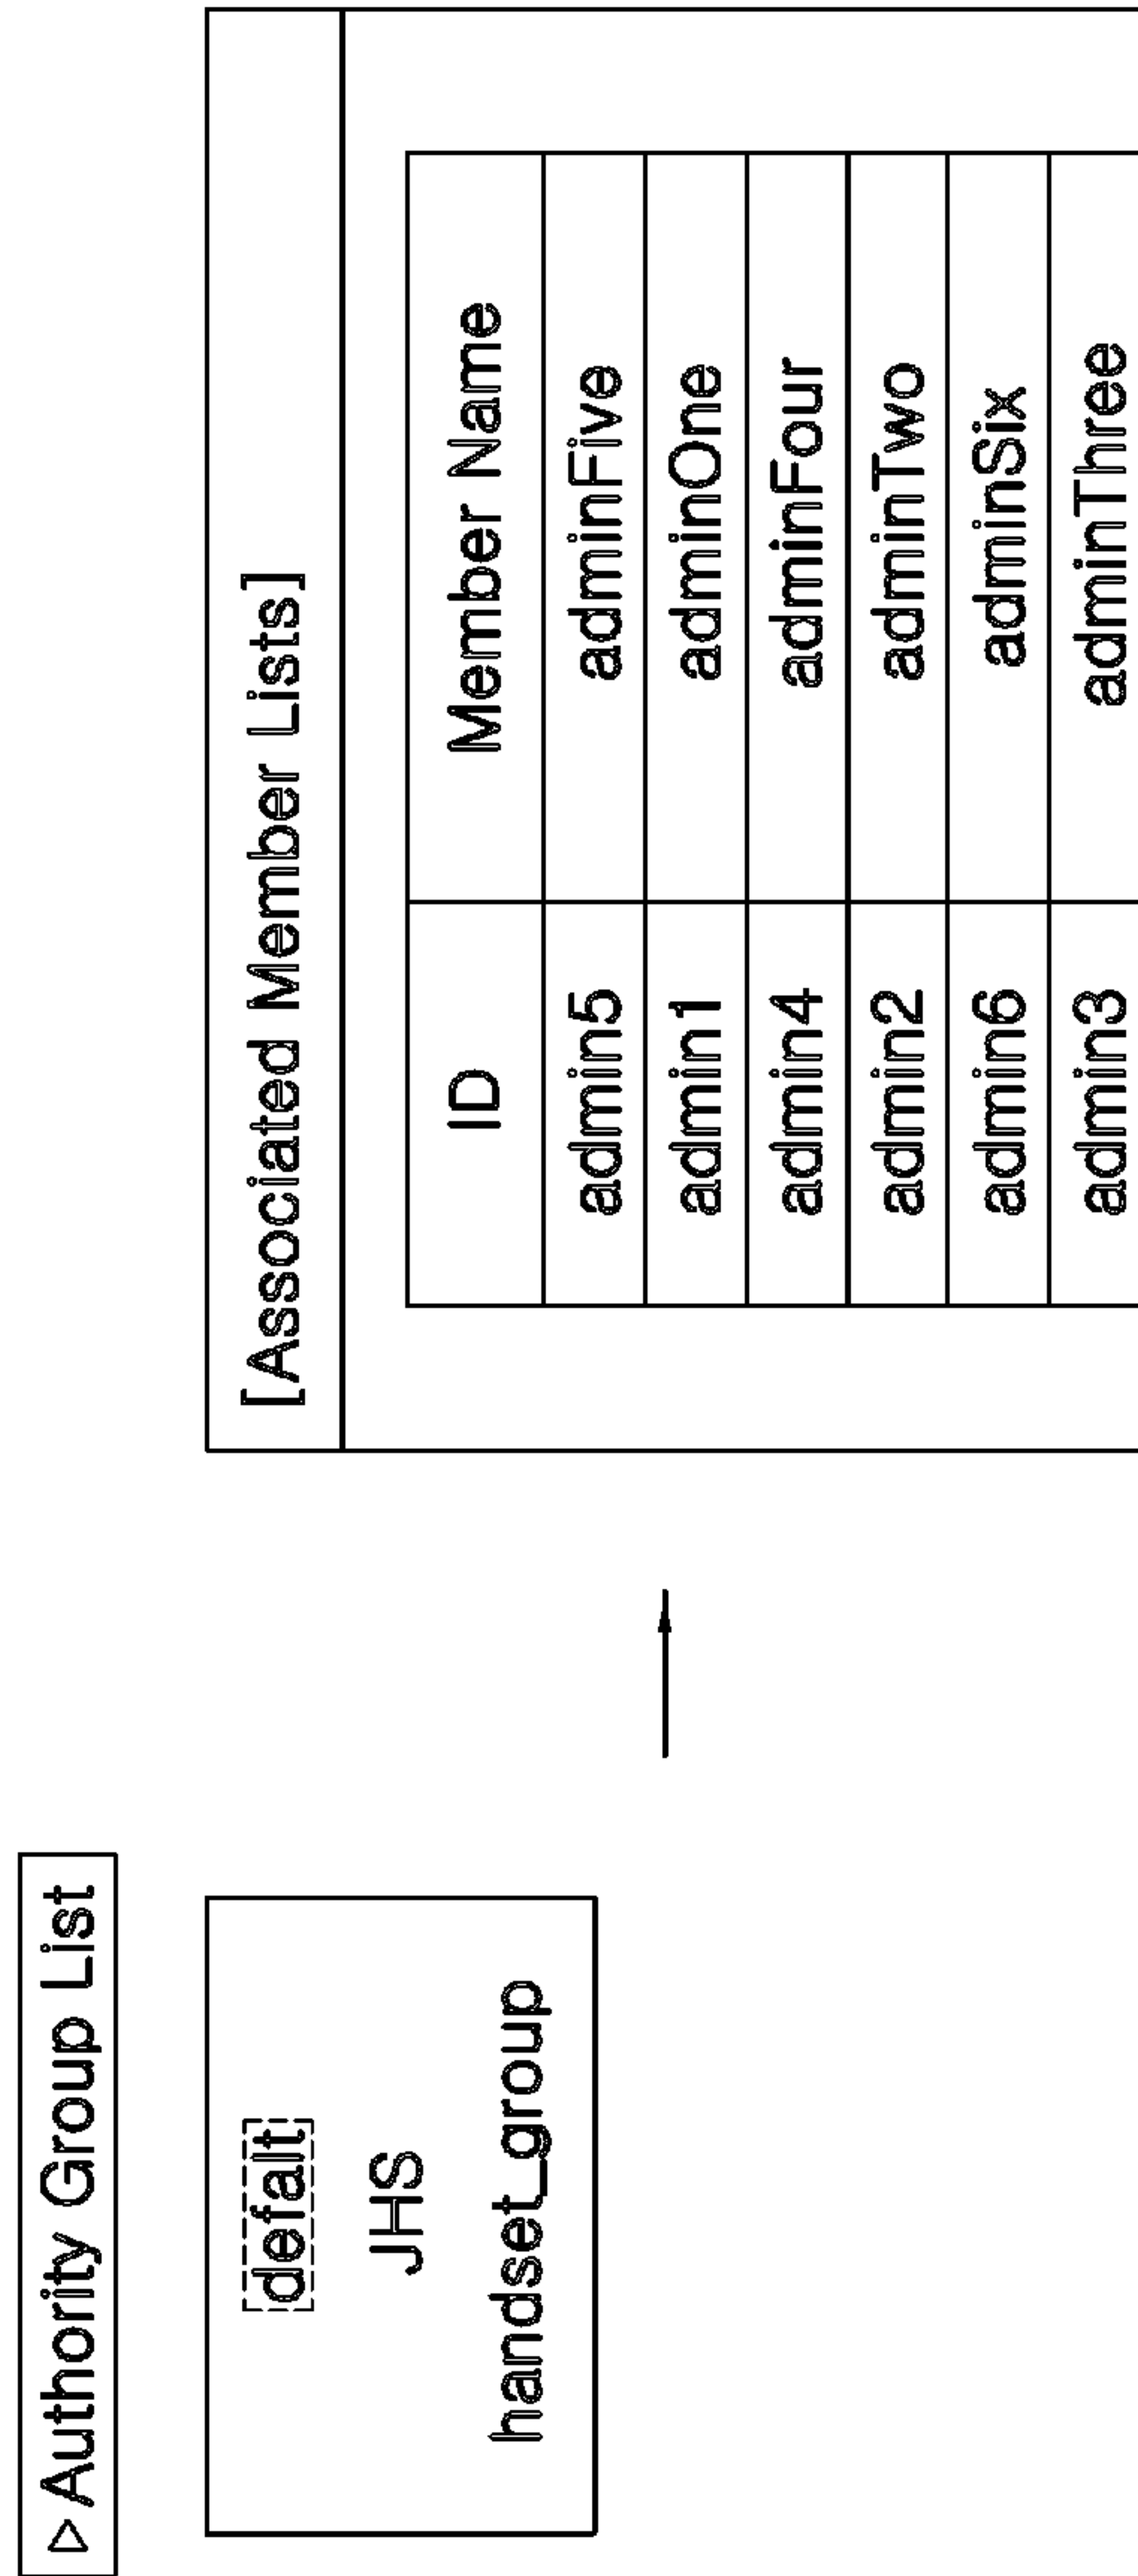 ▷Authority Group List
defalt
JHS
handset_group
[Associated Member Lists]
ID Member Name
admin5 adminFive
admin1 adminOne
admin4 adminFour
admin2 adminTwo
admin6 adminSix
admin3 adminThree